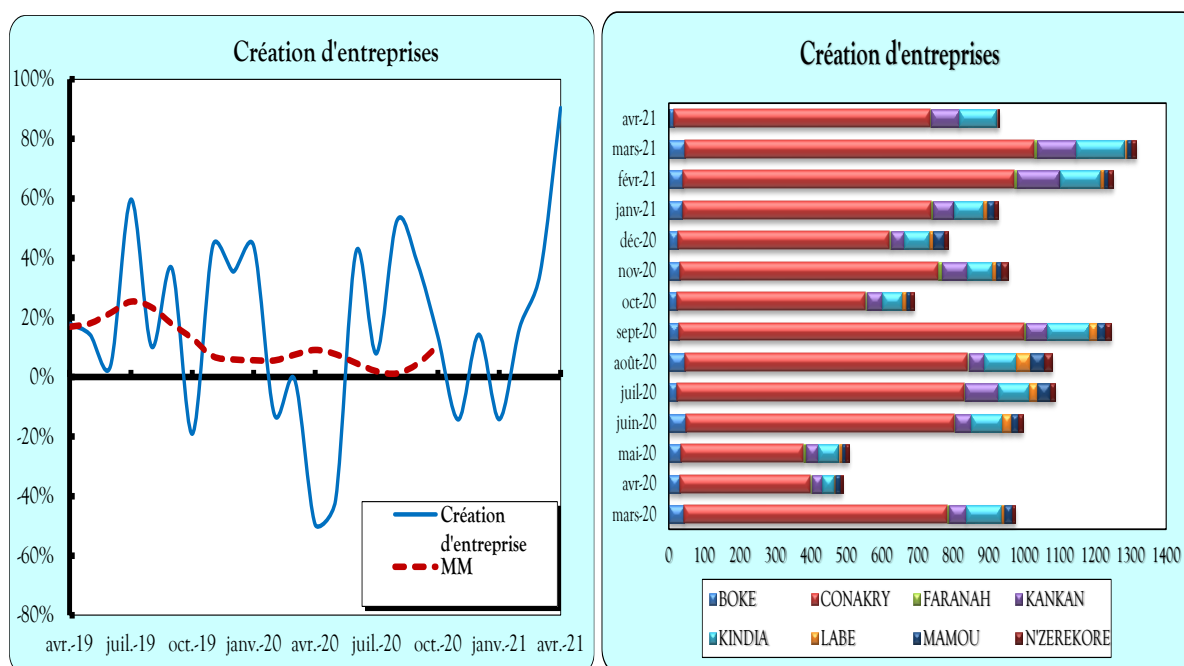 Création d'entreprises
100%
80%
60%
40%
20%
0%
-20%
-40%
-60%
-80%
Création
d'entreprise
MM
avr.-19 juil.-19 oct.-19 janv.-20 avr.-20 juil.-20 oct.-20 janv.-21 avr.-21
Création d'entreprises
avr-21
mars-21
févr-21
janv-21
déc-20
nov-20
oct-20
sept-20
août-20
juil-20
juin-20
mai-20
avr-20
mars-20
0 100 200 300 400 500 600 700 800 900 1000 1100 1200 1300 1400
BOKE CONAKRY FARANAH KANKAN
KINDIA LABE MAMOU N'ZEREKORE